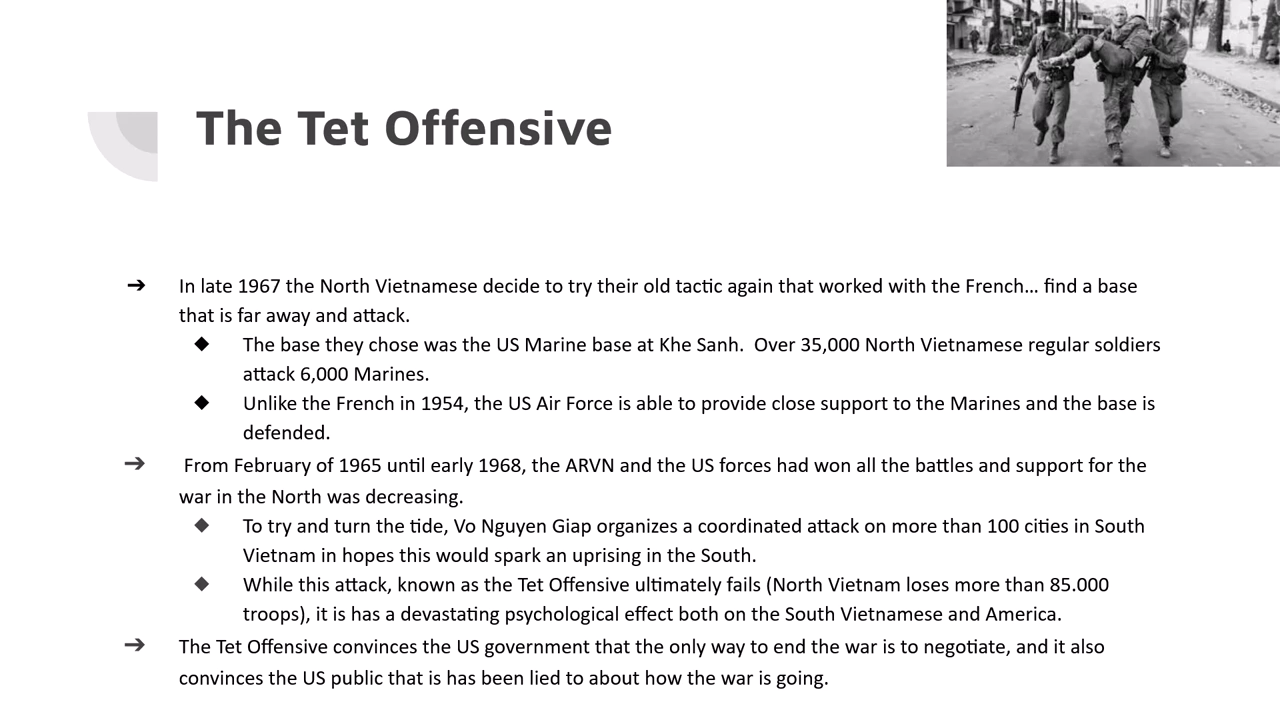 The Tet Offensive
➔ In late 1967 the North Vietnamese decide to try their old tactic again that worked with the French... find a base
that is far away and attack.
◆ The base they chose was the US Marine base at Khe Sanh.  Over 35,000 North Vietnamese regular soldiers
attack 6,000 Marines.
◆ Unlike the French in 1954, the US Air Force is able to provide close support to the Marines and the base is
defended.
➔ From February of 1965 until early 1968, the ARVN and the US forces had won all the battles and support for the
war in the North was decreasing.
◆ To try and turn the tide, Vo Nguyen Giap organizes a coordinated attack on more than 100 cities in South
Vietnam in hopes this would spark an uprising in the South.
◆ While this attack, known as the Tet Offensive ultimately fails (North Vietnam loses more than 85.000
troops), it is has a devastating psychological effect both on the South Vietnamese and America.
➔ The Tet Offensive convinces the US government that the only way to end the war is to negotiate, and it also
convinces the US public that is has been lied to about how the war is going.